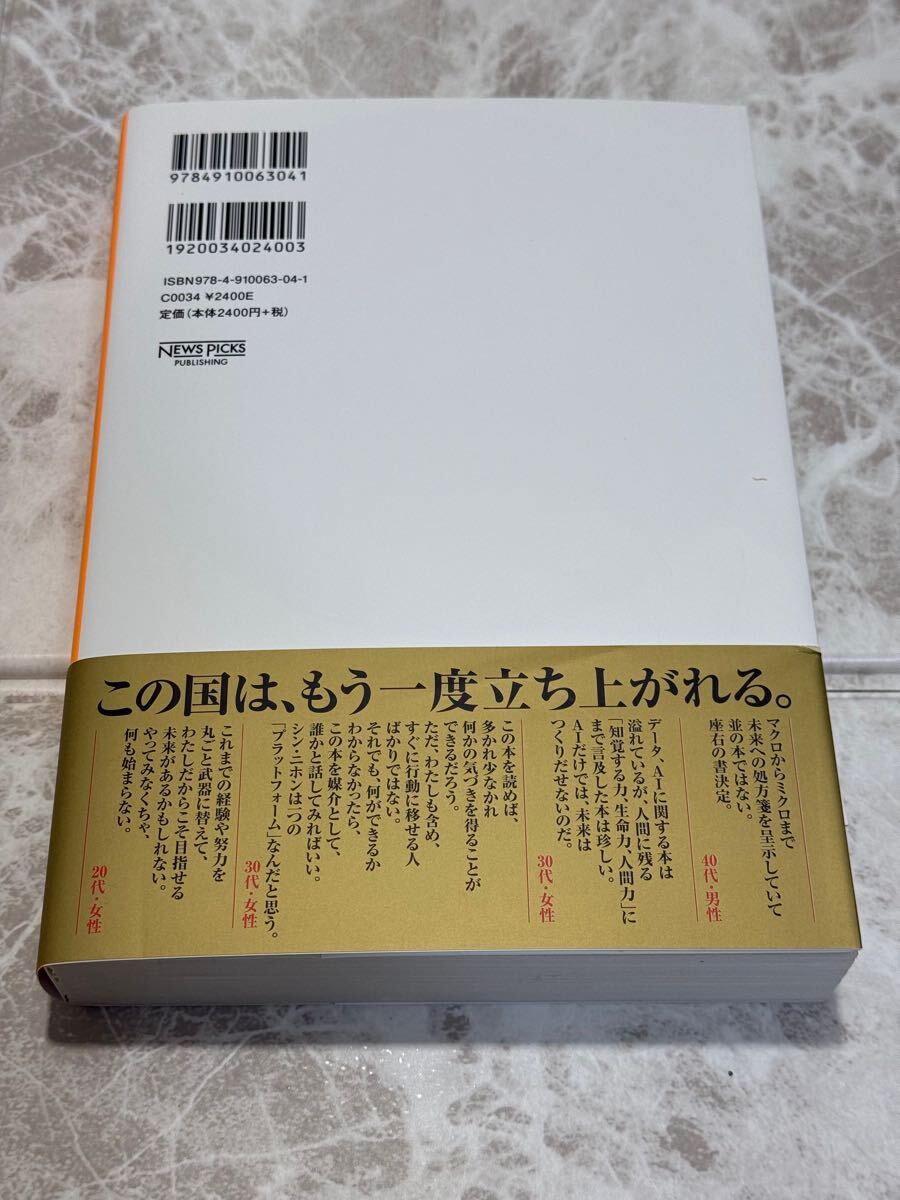 9784910063041
1920034024003
ISBN978-4-910063-04-1
C0034 ¥2400E
定価（本体2400円+税）
NEWS PICKS
PUBLISHING
この国は、もう一度立ち上がれる。
マクロからミクロまで
未来への処方箋を呈示していて
並の本ではない。
座右の書決定。
40代・男性
データ、AIに関する本は
溢れているが、人間に残る
「知覚する力、生命力、人間力」に
まで言及した本は珍しい。
AIだけでは、未来は
つくりだせないのだ。
30代・女性
この本を読めば、
多かれ少なかれ
何かの気づきを得ることが
できるだろう。
ただ、わたしも含め、
すぐに行動に移せる人
ばかりではない。
それでも、何ができるか
わからなかったら、
この本を媒介として、
誰かと話してみればいい。
シン・ニホンは一つの
「プラットフォーム」なんだと思う。
30代・女性
これまでの経験や努力を
丸ごと武器に替えて、
わたしだからこそ目指せる
未来があるかもしれない。
やってみなくちゃ、
何も始まらない。
20代・女性